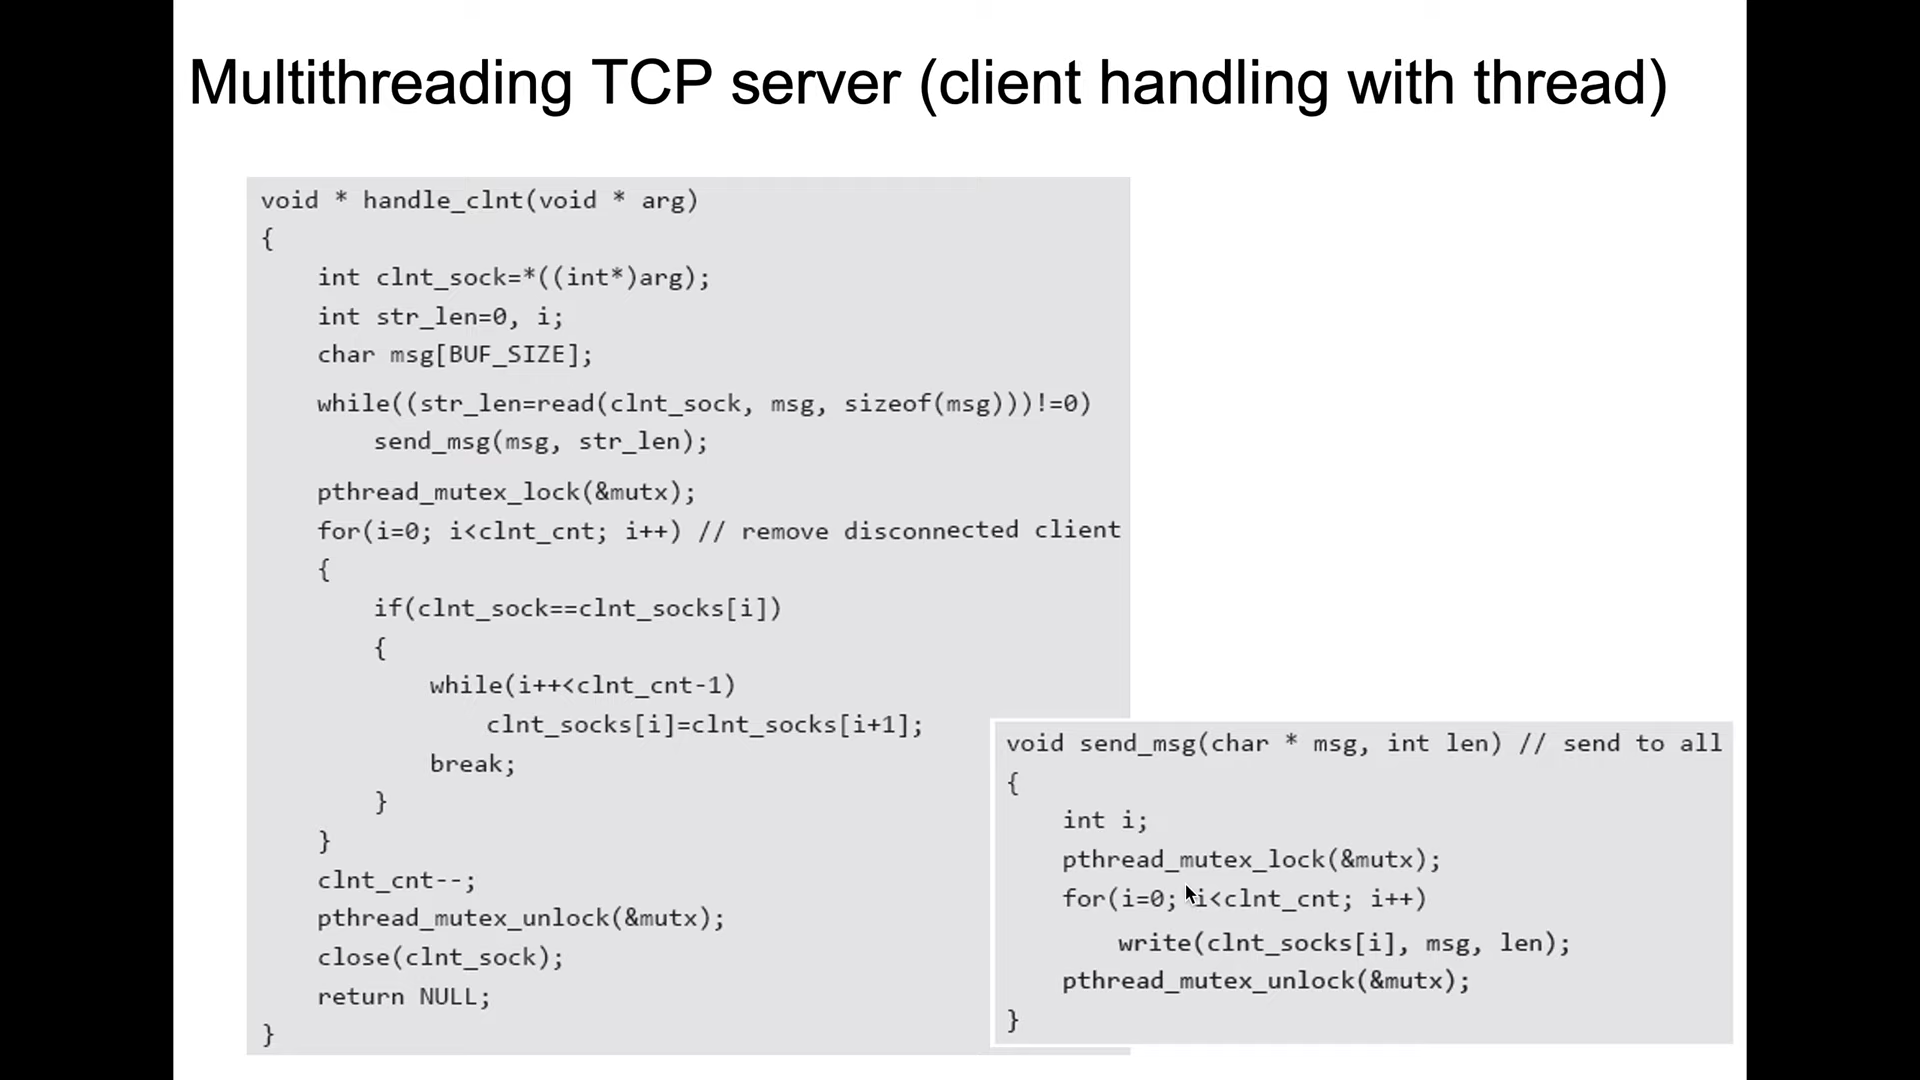 Multithreading TCP server (client handling with thread)
void * handle_clnt(void * arg)
{
    int clnt_sock=*((int*)arg);
    int str_len=0, i;
    char msg[BUF_SIZE];
    while((str_len=read(clnt_sock, msg, sizeof(msg)))!=0)
        send_msg(msg, str_len);
    pthread_mutex_lock(&mutx);
    for(i=0; i<clnt_cnt; i++) // remove disconnected client
    {
        if(clnt_sock==clnt_socks[i])
        {
            while(i++<clnt_cnt-1)
                clnt_socks[i]=clnt_socks[i+1];
            break;
        }
    }
    clnt_cnt--;
    pthread_mutex_unlock(&mutx);
    close(clnt_sock);
    return NULL;
}
void send_msg(char * msg, int len) // send to all
{
    int i;
    pthread_mutex_lock(&mutx);
    for(i=0; i<clnt_cnt; i++)
        write(clnt_socks[i], msg, len);
    pthread_mutex_unlock(&mutx);
}